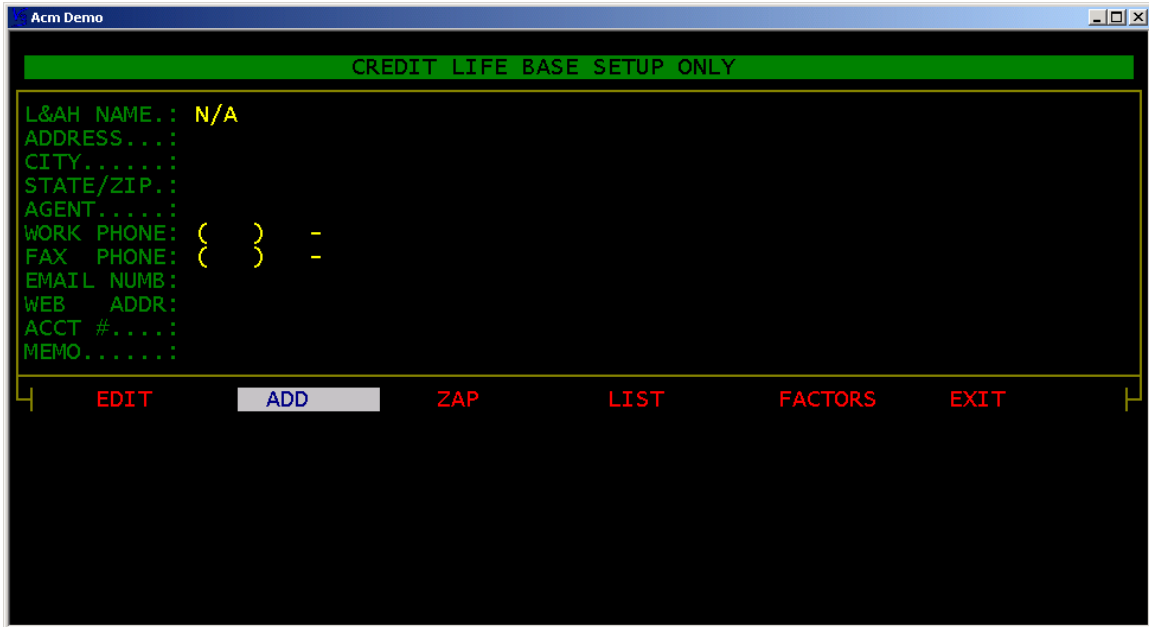 Acm Demo
CREDIT LIFE BASE SETUP ONLY
L&AH NAME.: N/A
ADDRESS...:
CITY......:
STATE/ZIP.:
AGENT.....:
WORK PHONE: (   )   -
FAX  PHONE: (   )   -
EMAIL NUMB:
WEB   ADDR:
ACCT #....:
MEMO......:
EDIT ADD ZAP LIST FACTORS EXIT